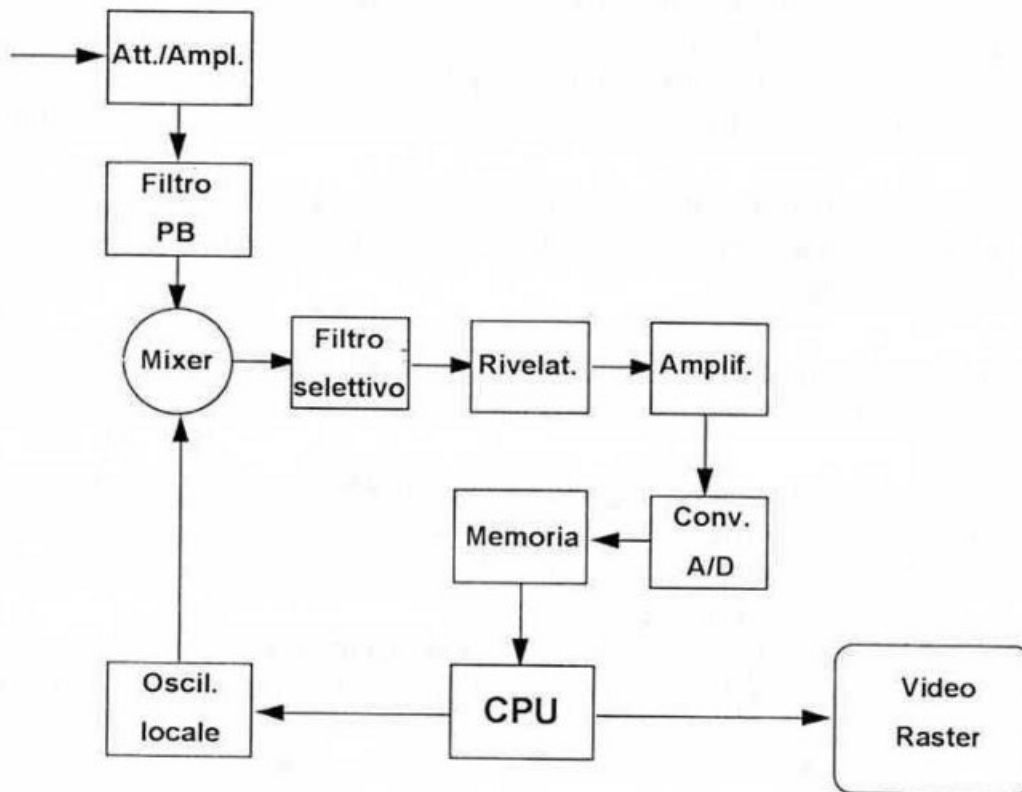 Att./Ampl.
Filtro
PB
Mixer
Filtro
selettivo
Rivelat.
Amplif.
Conv.
A/D
Memoria
CPU
Oscil.
locale
Video
Raster